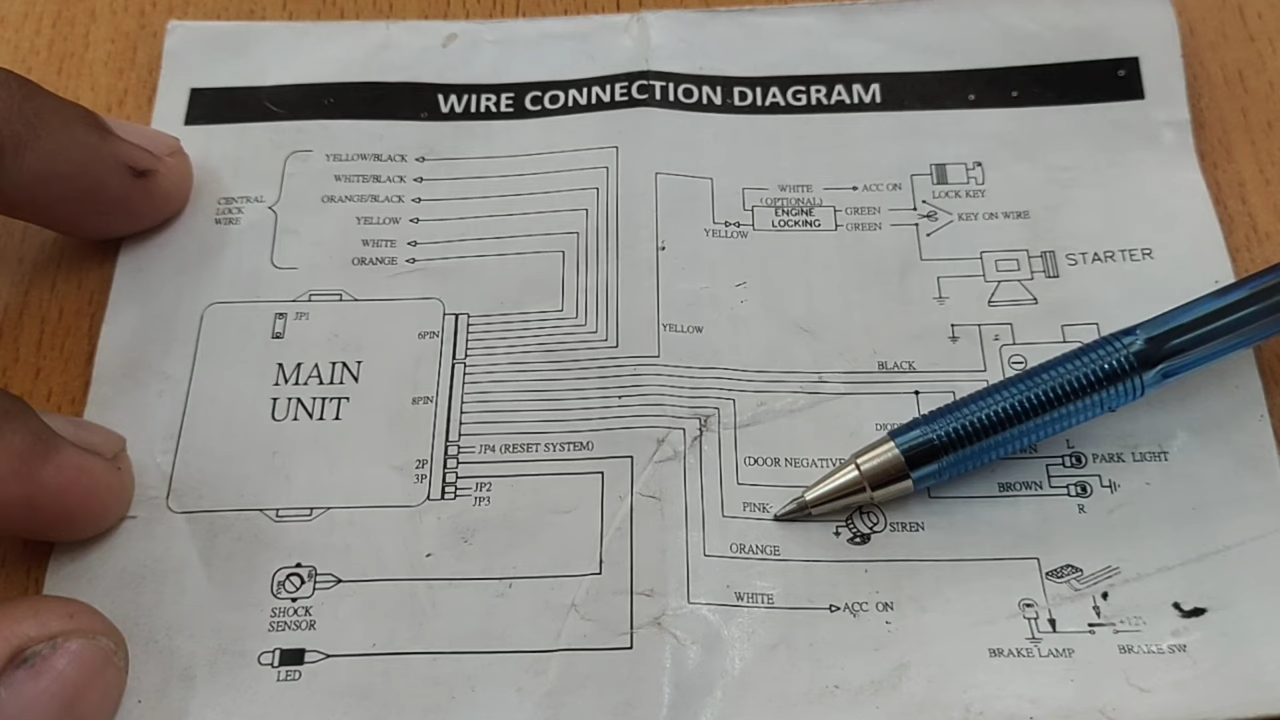 WIRE CONNECTION DIAGRAM
YELLOW/BLACK
WHITE/BLACK
ORANGE/BLACK
YELLOW
WHITE
ORANGE
CENTRAL
LOCK
WIRE
WHITE
(OPTIONAL)
ACC ON
ENGINE
LOCKING
YELLOW
GREEN
GREEN
LOCK KEY
KEY ON WIRE
STARTER
JP1
6PIN
MAIN
UNIT
8PIN
YELLOW
BLACK
JP4 (RESET SYSTEM)
2P
3P
JP2
JP3
(DOOR NEGATIVE
PINK
SIREN
L
PARK LIGHT
BROWN
R
ORANGE
WHITE
ACC ON
SHOCK
SENSOR
LED
+12V
BRAKE LAMP
BRAKE SW